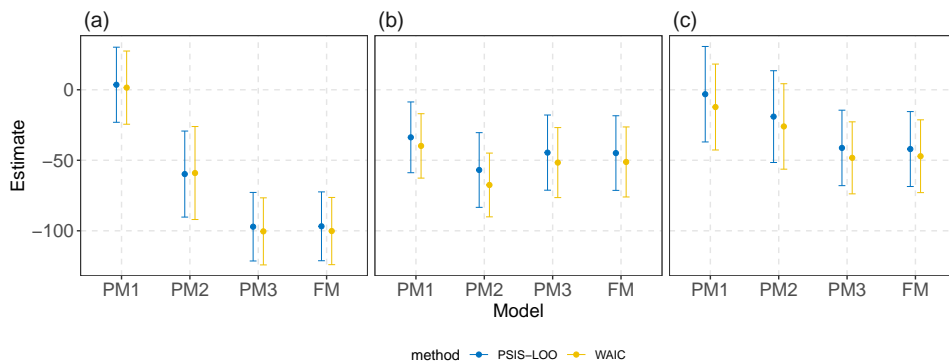 (a) (b) (c)
Estimate
0
−50
−100
PM1 PM2 PM3 FM PM1 PM2 PM3 FM PM1 PM2 PM3 FM
Model
method PSIS−LOO WAIC